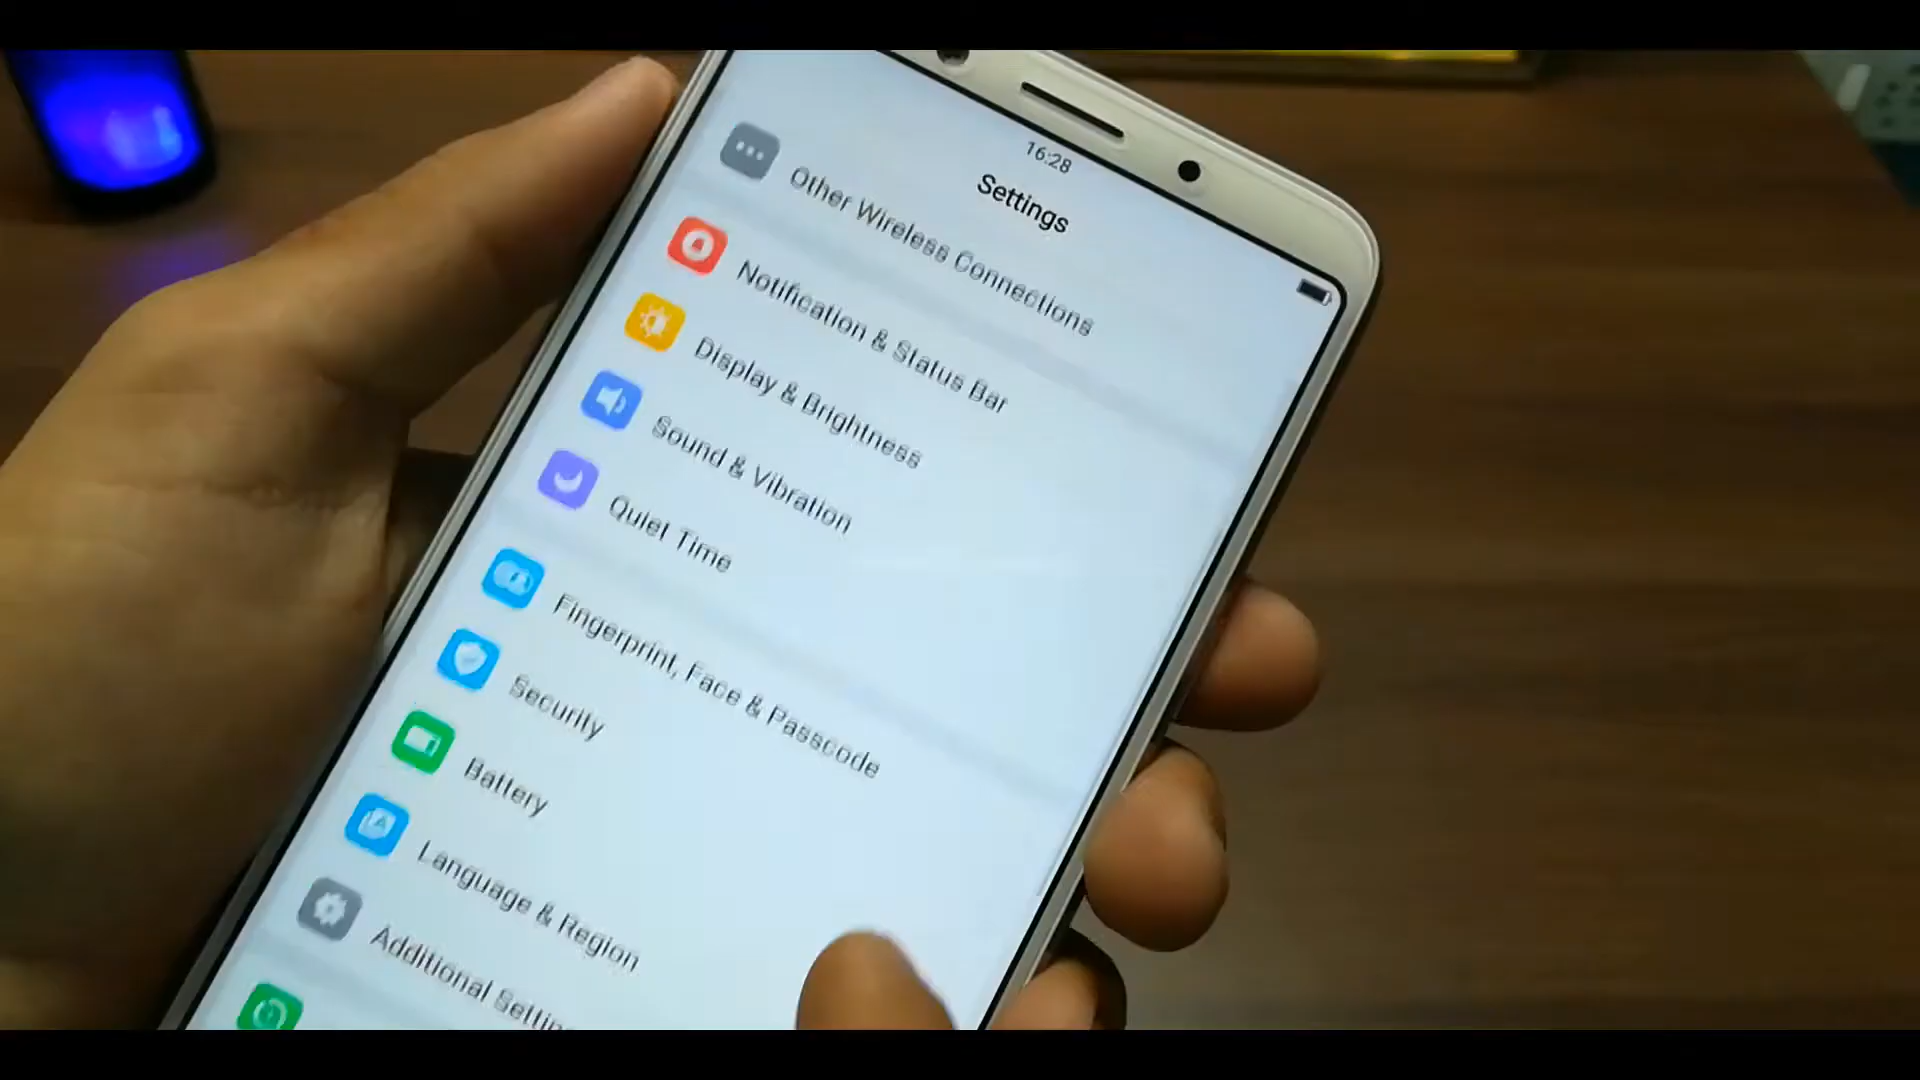 16:28
Settings
Other Wireless Connections
Notification & Status Bar
Display & Brightness
Sound & Vibration
Quiet Time
Fingerprint, Face & Passcode
Security
Battery
Language & Region
Additional Settin